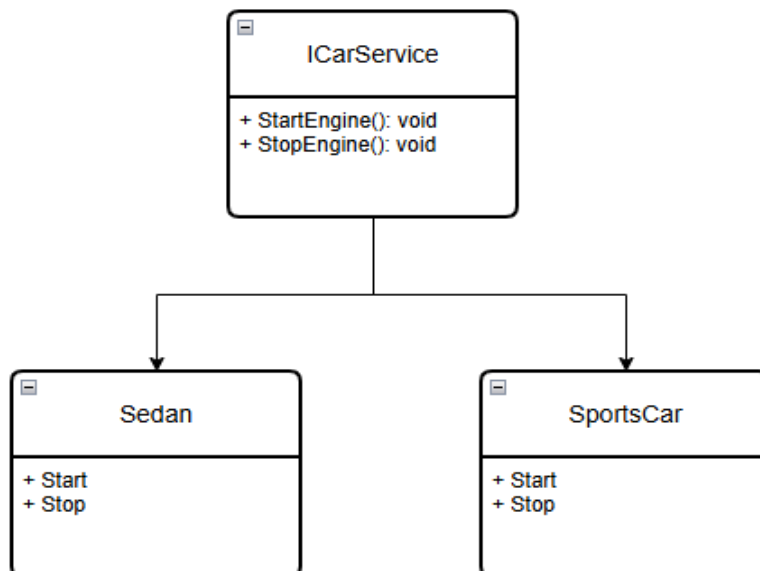 ICarService
+ StartEngine(): void
+ StopEngine(): void
Sedan
+ Start
+ Stop
SportsCar
+ Start
+ Stop